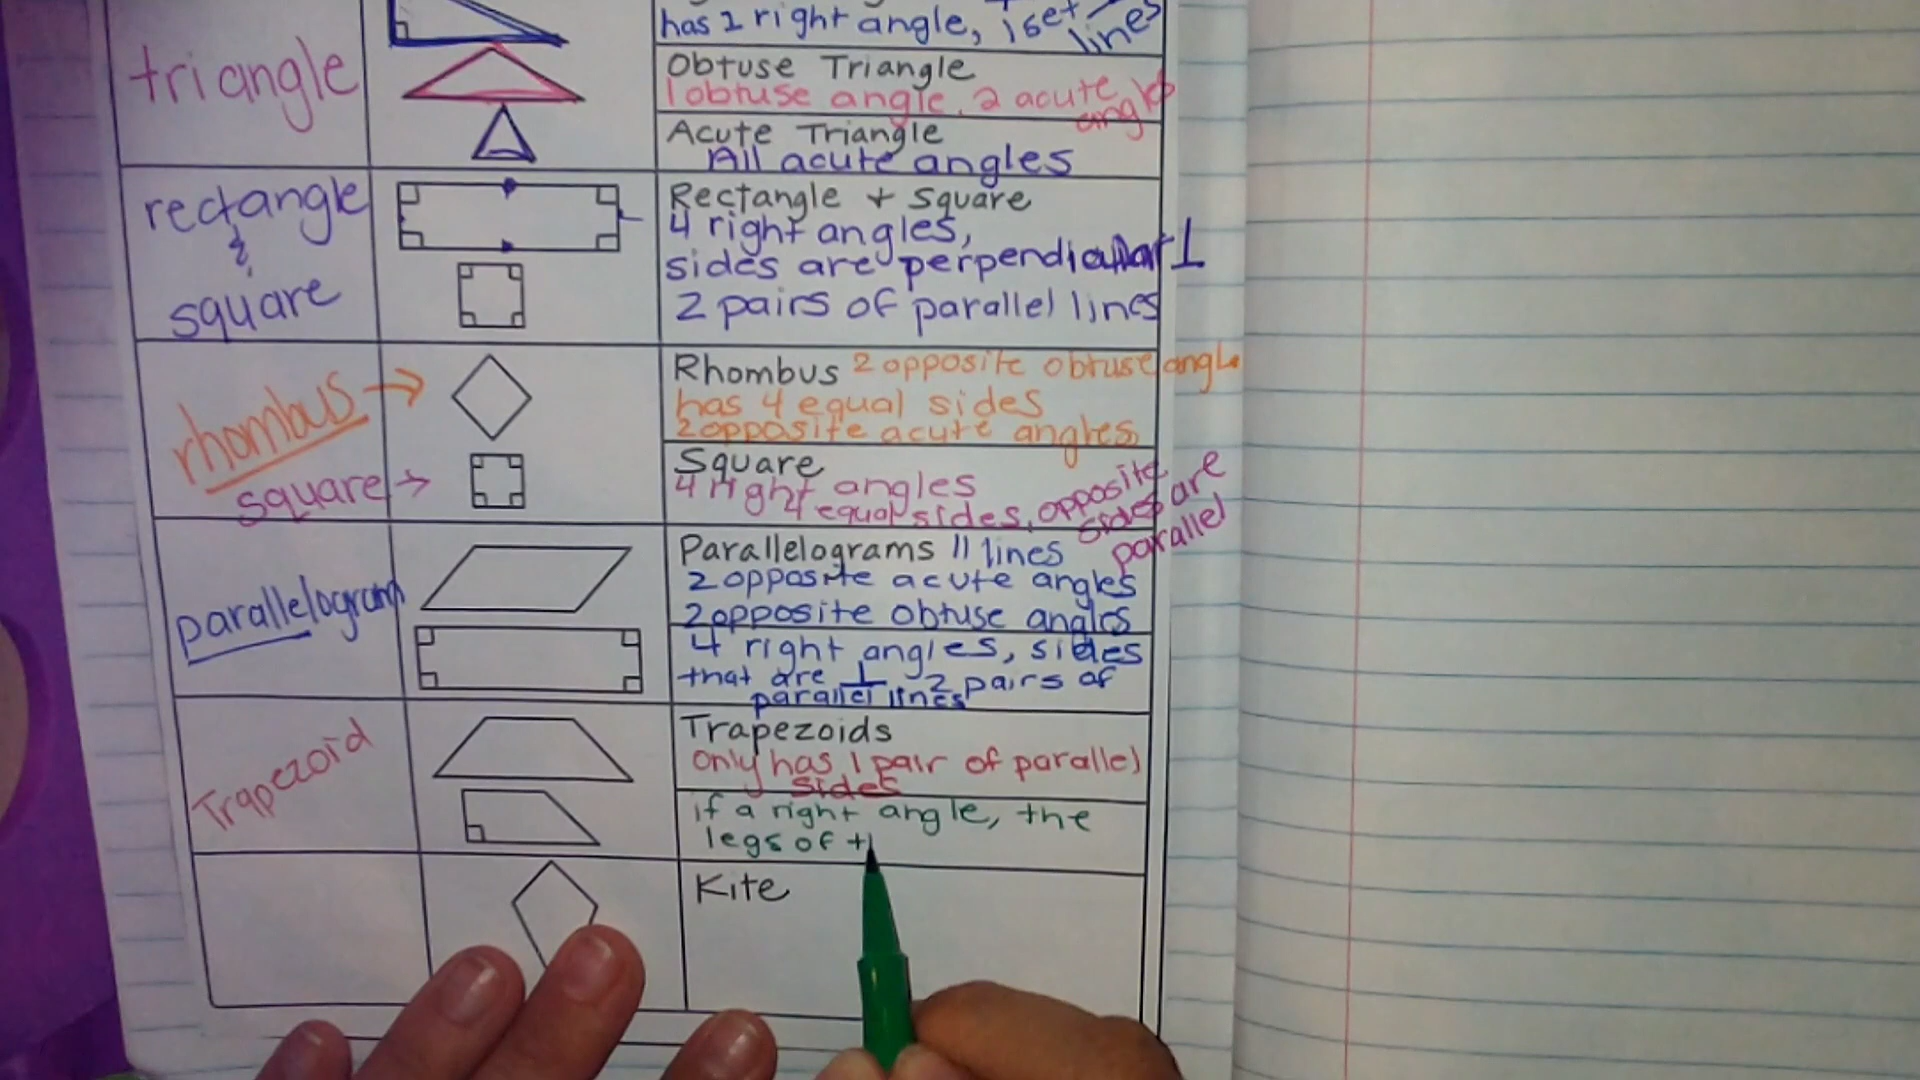 has 1 right angle, 1 set
lines
triangle
Obtuse Triangle
1 obtuse angle, 2 acute
angles
Acute Triangle
All acute angles
rectangle
&
square
Rectangle + Square
4 right angles,
sides are perpendicular ⊥
2 pairs of parallel lines
rhombus →
Rhombus 2 opposite obtuse angle
has 4 equal sides
2 opposite acute angles
square →
Square
4 right angles
4 equal sides, opposite
sides are
parallel
parallelogram
Parallelograms || lines
2 opposite acute angles
2 opposite obtuse angles
4 right angles, sides
that are ⊥ 2 pairs of
parallel lines
Trapezoid
Trapezoids
only has 1 pair of parallel
sides
if a right angle, the
legs of th
Kite